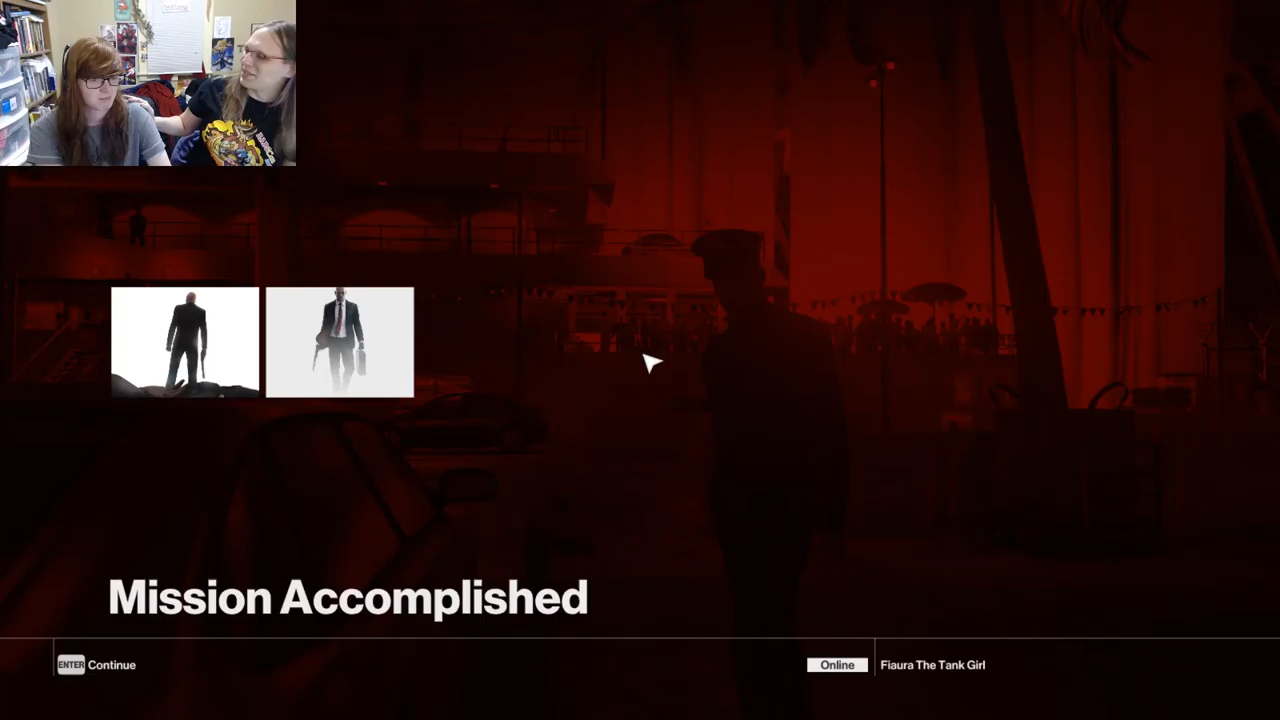 Mission Accomplished
ENTER Continue
Online Fiaura The Tank Girl